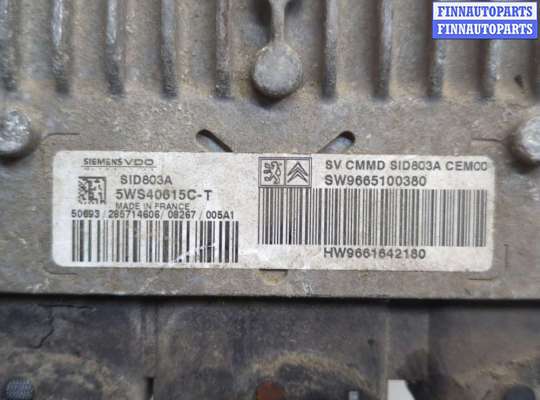 FINNAUTOPARTS
FINNAUTOPARTS
SIEMENS VDO
SID803A
5WS40615C-T
MADE IN FRANCE
50693 / 285714606 / 08267 / 005A1
SV CMMD SID803A CEM00
SW9665100380
HW9661642180